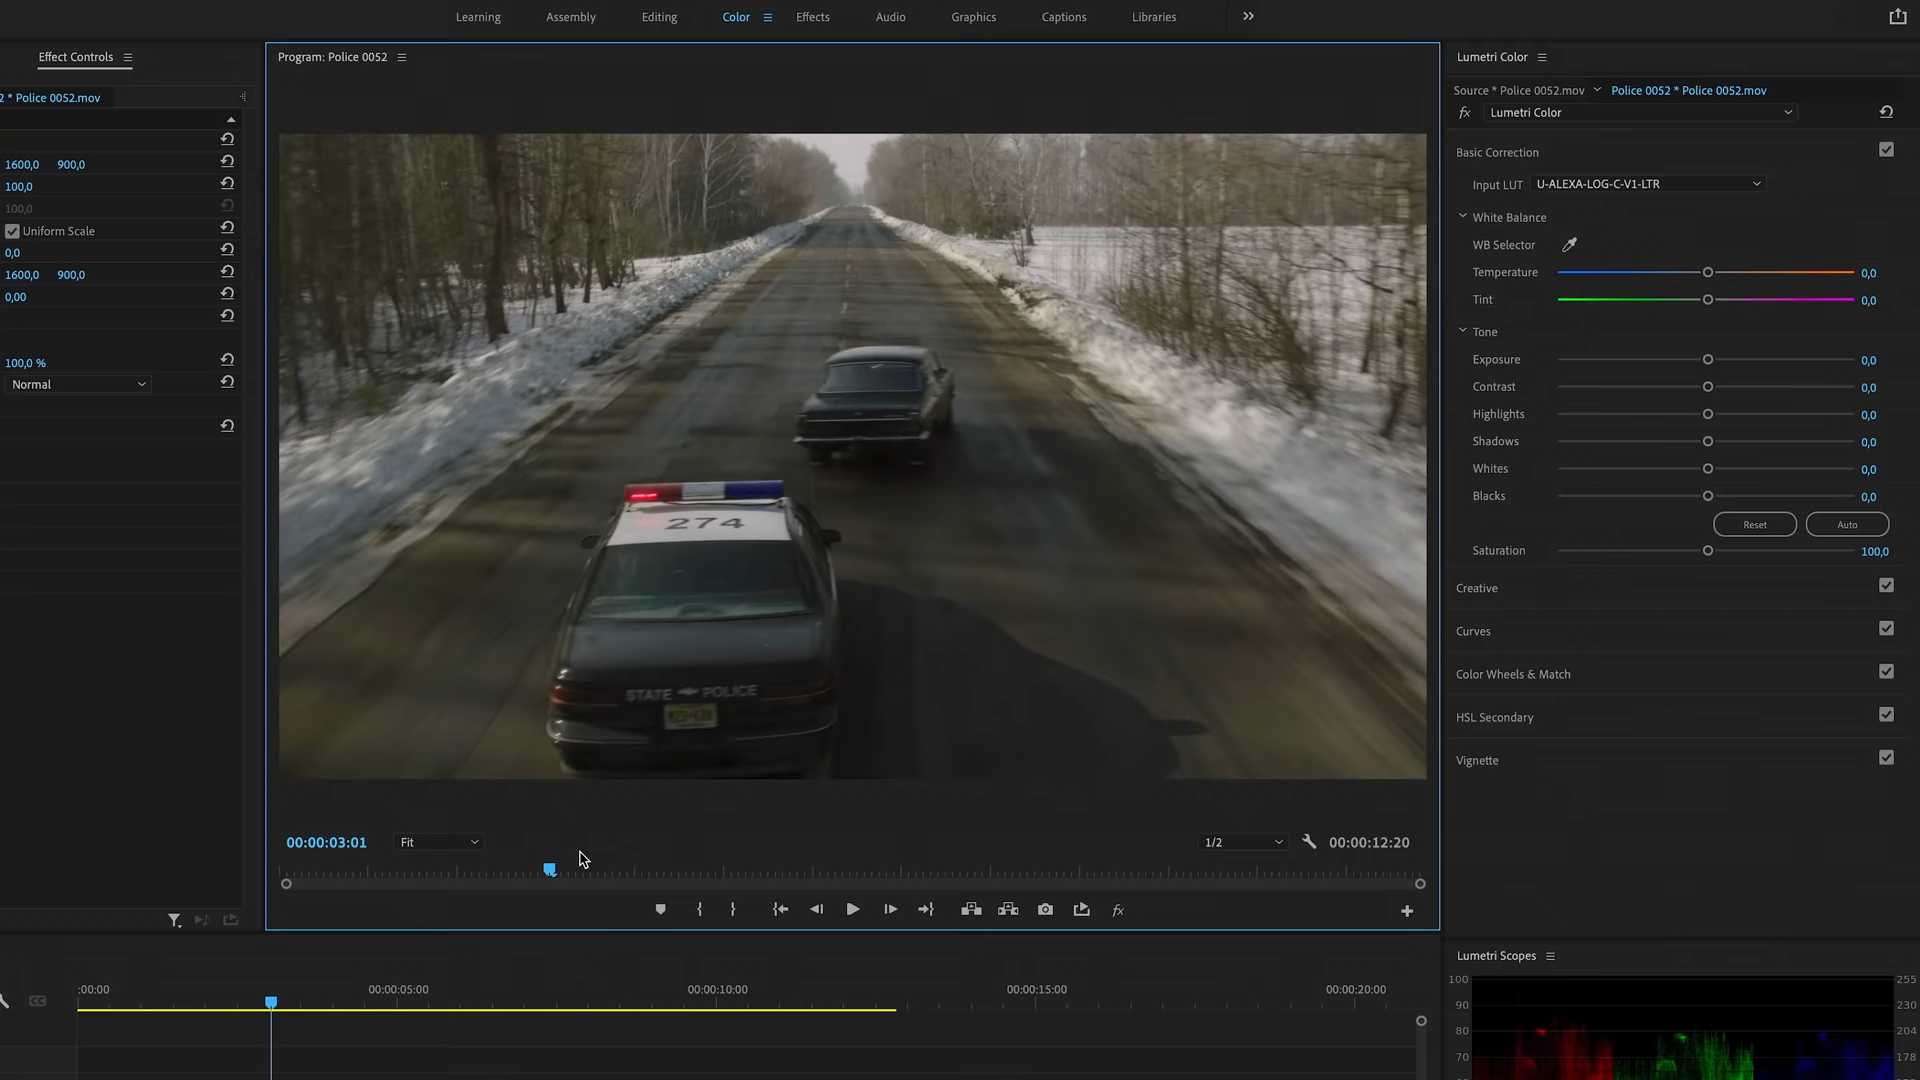 Learning Assembly Editing Color Effects Audio Graphics Captions Libraries
Effect Controls
Program: Police 0052
Lumetri Color
2 * Police 0052.mov
Source * Police 0052.mov
Police 0052 * Police 0052.mov
fx Lumetri Color
Basic Correction
1600,0 900,0
100,0
Input LUT U-ALEXA-LOG-C-V1-LTR
100,0
White Balance
Uniform Scale
WB Selector
0,0
1600,0 900,0
Temperature 0,0
0,00
Tint 0,0
Tone
100,0 %
Exposure 0,0
Normal
Contrast 0,0
Highlights 0,0
Shadows 0,0
Whites 0,0
Blacks 0,0
274
Reset Auto
Saturation 100,0
Creative
Curves
Color Wheels & Match
STATE POLICE
HSL Secondary
Vignette
00:00:03:01 Fit 1/2 00:00:12:20
fx
Lumetri Scopes
:00:00 00:00:05:00 00:00:10:00 00:00:15:00 00:00:20:00
100 255
90 230
80 204
70 178